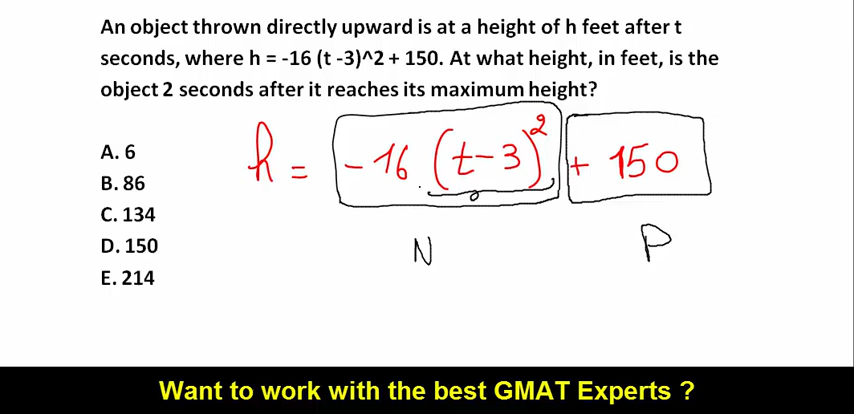 An object thrown directly upward is at a height of h feet after t
seconds, where h = -16 (t -3)^2 + 150. At what height, in feet, is the
object 2 seconds after it reaches its maximum height?
h = -16 (t-3)² + 150
0
A. 6
B. 86
C. 134
D. 150
E. 214
N P
Want to work with the best GMAT Experts ?